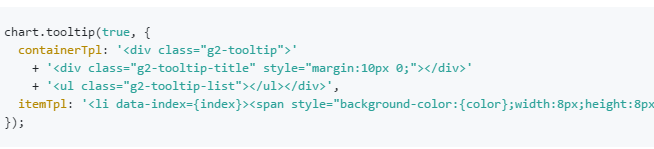 chart.tooltip(true, {
  containerTpl: '<div class="g2-tooltip">'
    + '<div class="g2-tooltip-title" style="margin:10px 0;"></div>'
    + '<ul class="g2-tooltip-list"></ul></div>',
  itemTpl: '<li data-index={index}><span style="background-color:{color};width:8px;height:8px
});